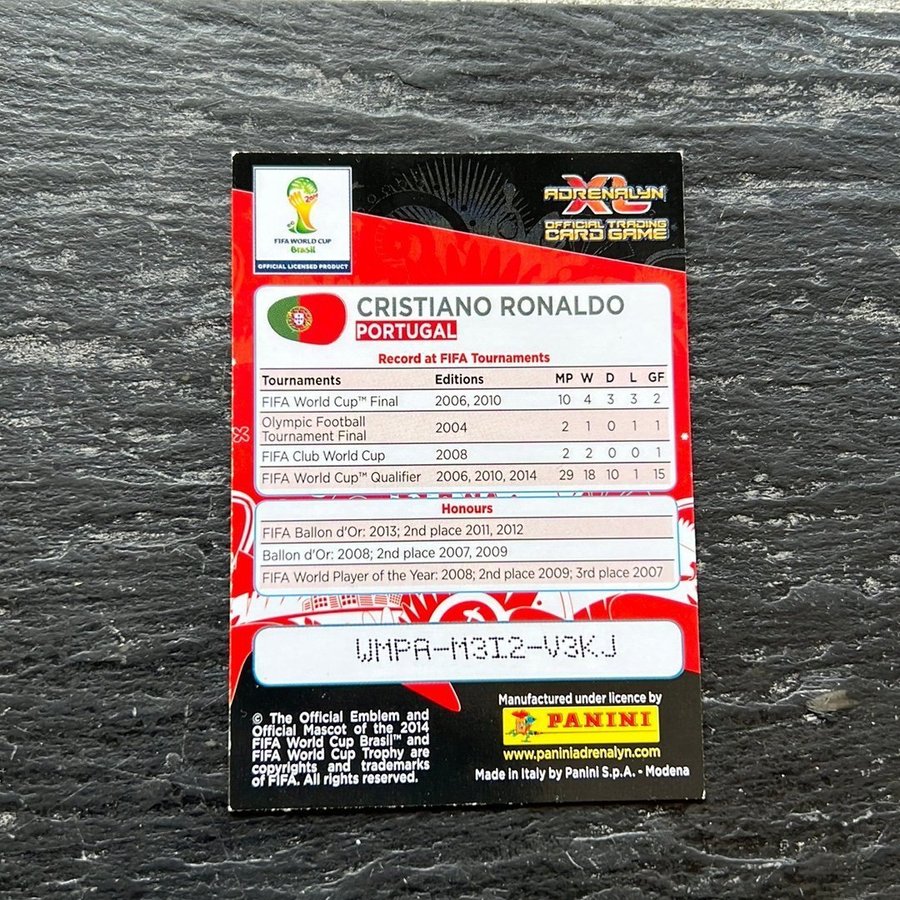 FIFA WORLD CUP
Brasil
OFFICIAL LICENSED PRODUCT
ADRENALYN
XL
OFFICIAL TRADING
CARD GAME
CRISTIANO RONALDO
PORTUGAL
Record at FIFA Tournaments
Tournaments Editions MP W D L GF
FIFA World Cup™ Final 2006, 2010 10 4 3 3 2
Olympic Football
Tournament Final 2004 2 1 0 1 1
FIFA Club World Cup 2008 2 2 0 0 1
FIFA World Cup™ Qualifier 2006, 2010, 2014 29 18 10 1 15
Honours
FIFA Ballon d'Or: 2013; 2nd place 2011, 2012
Ballon d'Or: 2008; 2nd place 2007, 2009
FIFA World Player of the Year: 2008; 2nd place 2009; 3rd place 2007
WMPA-M3I2-V3KJ
© The Official Emblem and
Official Mascot of the 2014
FIFA World Cup Brasil™ and
FIFA World Cup Trophy are
copyrights and trademarks
of FIFA. All rights reserved.
Manufactured under licence by
PANINI
www.paniniadrenalyn.com
Made in Italy by Panini S.p.A. - Modena